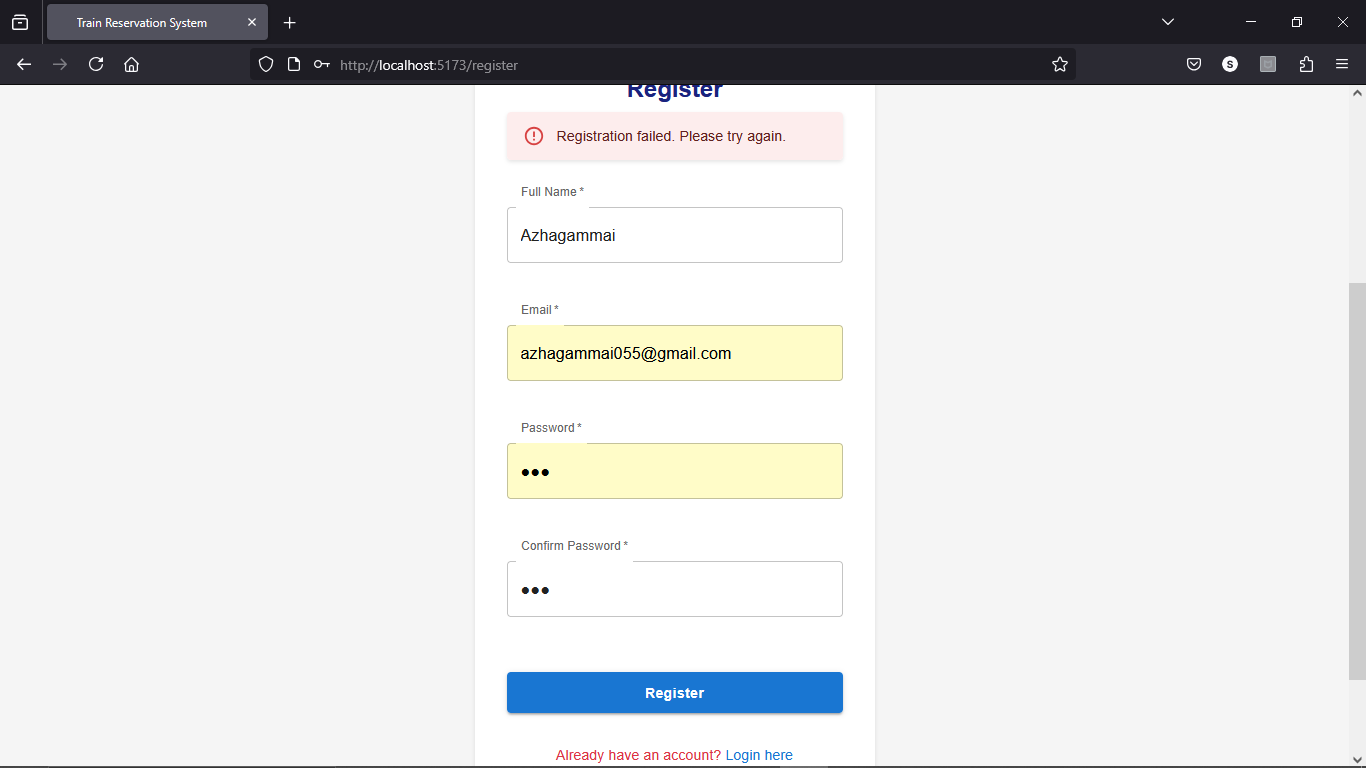 Train Reservation System
http://localhost:5173/register
S
Register
Registration failed. Please try again.
Full Name *
Azhagammai
Email *
azhagammai055@gmail.com
Password *
●●●
Confirm Password *
●●●
Register
Already have an account? Login here